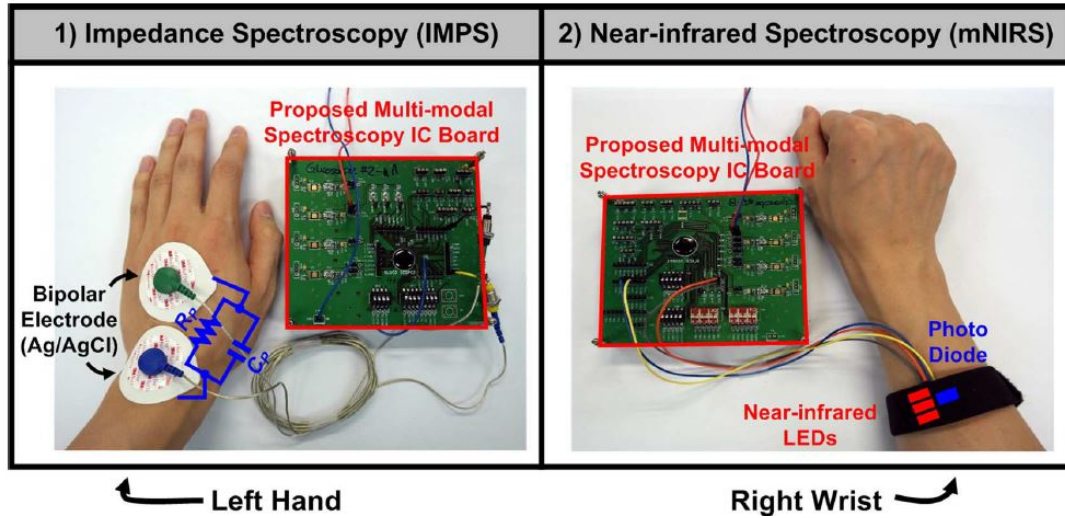 1) Impedance Spectroscopy (IMPS)
2) Near-infrared Spectroscopy (mNIRS)
Proposed Multi-modal
Spectroscopy IC Board
Bipolar
Electrode
(Ag/AgCl)
Rp
Cp
Proposed Multi-modal
Spectroscopy IC Board
Photo
Diode
Near-infrared
LEDs
Left Hand
Right Wrist